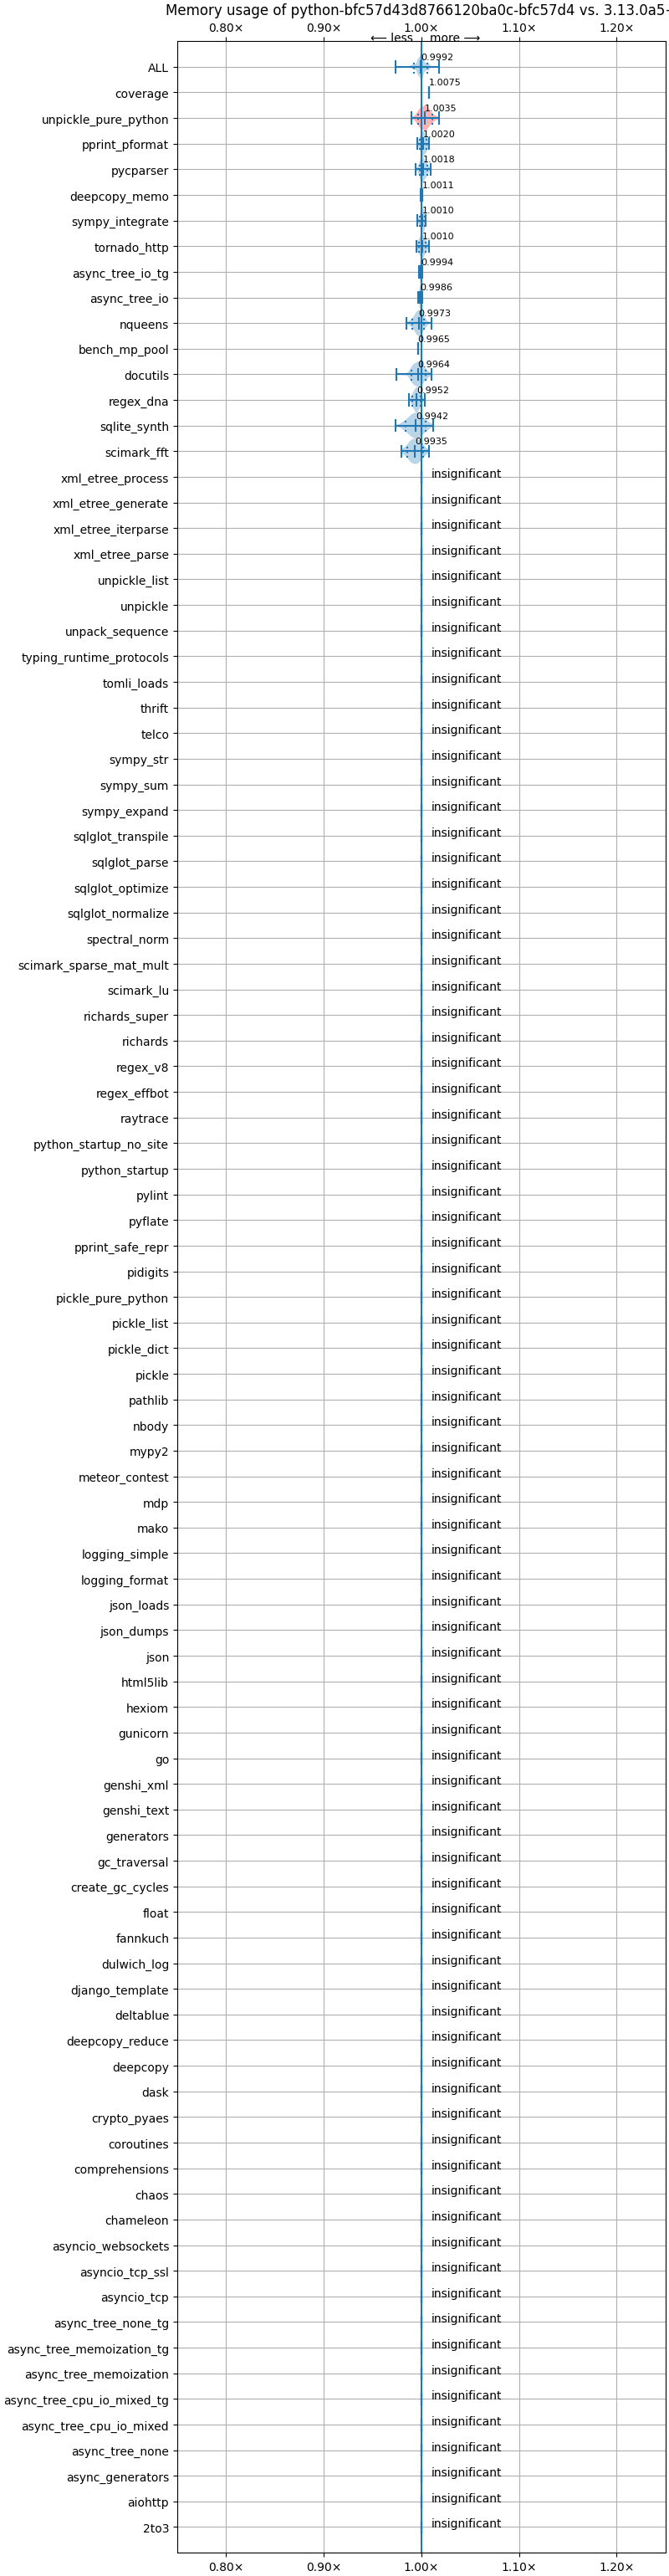 Memory usage of python-bfc57d43d8766120ba0c-bfc57d4 vs. 3.13.0a5-
0.80× 0.90× 1.00× 1.10× 1.20×
⟵ less more ⟶
ALL 0.9992
coverage 1.0075
unpickle_pure_python 1.0035
pprint_pformat 1.0020
pycparser 1.0018
deepcopy_memo 1.0011
sympy_integrate 1.0010
tornado_http 1.0010
async_tree_io_tg 0.9994
async_tree_io 0.9986
nqueens 0.9973
bench_mp_pool 0.9965
docutils 0.9964
regex_dna 0.9952
sqlite_synth 0.9942
scimark_fft 0.9935
xml_etree_process insignificant
xml_etree_generate insignificant
xml_etree_iterparse insignificant
xml_etree_parse insignificant
unpickle_list insignificant
unpickle insignificant
unpack_sequence insignificant
typing_runtime_protocols insignificant
tomli_loads insignificant
thrift insignificant
telco insignificant
sympy_str insignificant
sympy_sum insignificant
sympy_expand insignificant
sqlglot_transpile insignificant
sqlglot_parse insignificant
sqlglot_optimize insignificant
sqlglot_normalize insignificant
spectral_norm insignificant
scimark_sparse_mat_mult insignificant
scimark_lu insignificant
richards_super insignificant
richards insignificant
regex_v8 insignificant
regex_effbot insignificant
raytrace insignificant
python_startup_no_site insignificant
python_startup insignificant
pylint insignificant
pyflate insignificant
pprint_safe_repr insignificant
pidigits insignificant
pickle_pure_python insignificant
pickle_list insignificant
pickle_dict insignificant
pickle insignificant
pathlib insignificant
nbody insignificant
mypy2 insignificant
meteor_contest insignificant
mdp insignificant
mako insignificant
logging_simple insignificant
logging_format insignificant
json_loads insignificant
json_dumps insignificant
json insignificant
html5lib insignificant
hexiom insignificant
gunicorn insignificant
go insignificant
genshi_xml insignificant
genshi_text insignificant
generators insignificant
gc_traversal insignificant
create_gc_cycles insignificant
float insignificant
fannkuch insignificant
dulwich_log insignificant
django_template insignificant
deltablue insignificant
deepcopy_reduce insignificant
deepcopy insignificant
dask insignificant
crypto_pyaes insignificant
coroutines insignificant
comprehensions insignificant
chaos insignificant
chameleon insignificant
asyncio_websockets insignificant
asyncio_tcp_ssl insignificant
asyncio_tcp insignificant
async_tree_none_tg insignificant
async_tree_memoization_tg insignificant
async_tree_memoization insignificant
async_tree_cpu_io_mixed_tg insignificant
async_tree_cpu_io_mixed insignificant
async_tree_none insignificant
async_generators insignificant
aiohttp insignificant
2to3 insignificant
0.80× 0.90× 1.00× 1.10× 1.20×